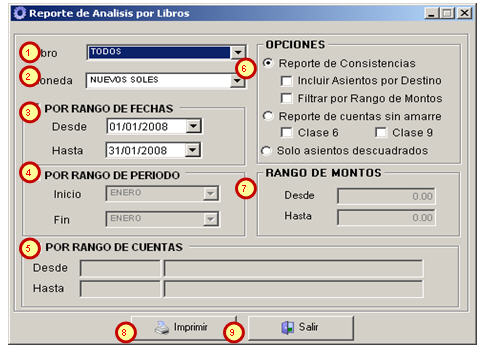 Reporte de Analisis por Libros
1 bro TODOS
2 oneda NUEVOS SOLES
3 POR RANGO DE FECHAS
Desde 01/01/2008
Hasta 31/01/2008
4 POR RANGO DE PERIODO
Inicio ENERO
Fin ENERO
5 POR RANGO DE CUENTAS
Desde
Hasta
OPCIONES
6 Reporte de Consistencias
Incluir Asientos por Destino
Filtrar por Rango de Montos
Reporte de cuentas sin amarre
Clase 6 Clase 9
Solo asientos descuadrados
7 RANGO DE MONTOS
Desde 0.00
Hasta 0.00
8 Imprimir 9 Salir